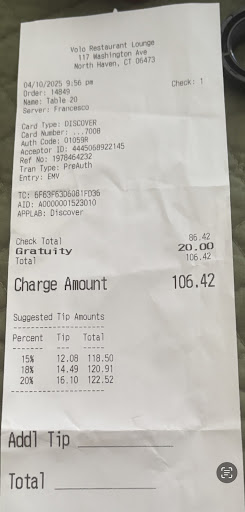 Volo Restaurant Lounge
117 Washington Ave
North Haven, CT 06473
04/10/2025 9:56 pm Check: 1
Order: 14849
Name: Table 20
Server: Francesco
Card Type: DISCOVER
Card Number: ...7008
Auth Code: 01059R
Acceptor ID: 4445068922145
Ref No: 1978464232
Tran Type: PreAuth
Entry: EMV
TC: 6F63F63D6081FD36
AID: A0000001523010
APPLAB: Discover
Check Total 86.42
Gratuity 20.00
Total 106.42
Charge Amount 106.42
Suggested Tip Amounts
Percent Tip Total
15% 12.08 118.50
18% 14.49 120.91
20% 16.10 122.52
Addl Tip
Total